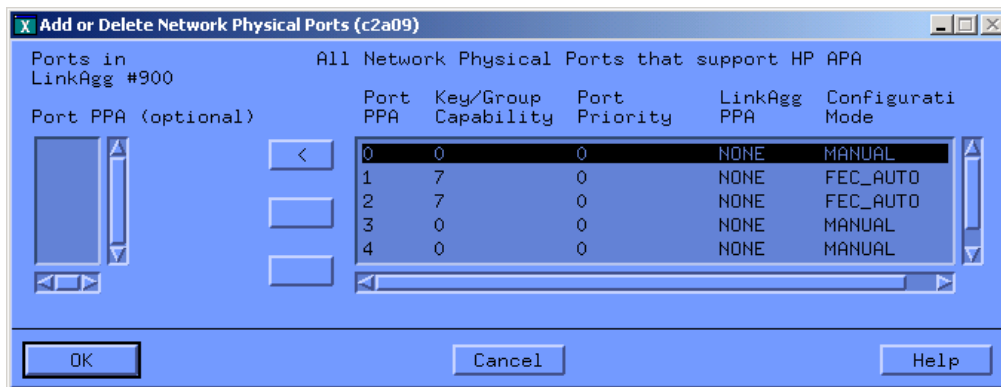 X Add or Delete Network Physical Ports (c2a09)
Ports in
LinkAgg #900
All Network Physical Ports that support HP APA
Port PPA (optional)
Port PPA Key/Group Capability Port Priority LinkAgg PPA Configurati Mode
<
0 0 0 NONE MANUAL
1 7 0 NONE FEC_AUTO
2 7 0 NONE FEC_AUTO
3 0 0 NONE MANUAL
4 0 0 NONE MANUAL
OK Cancel Help